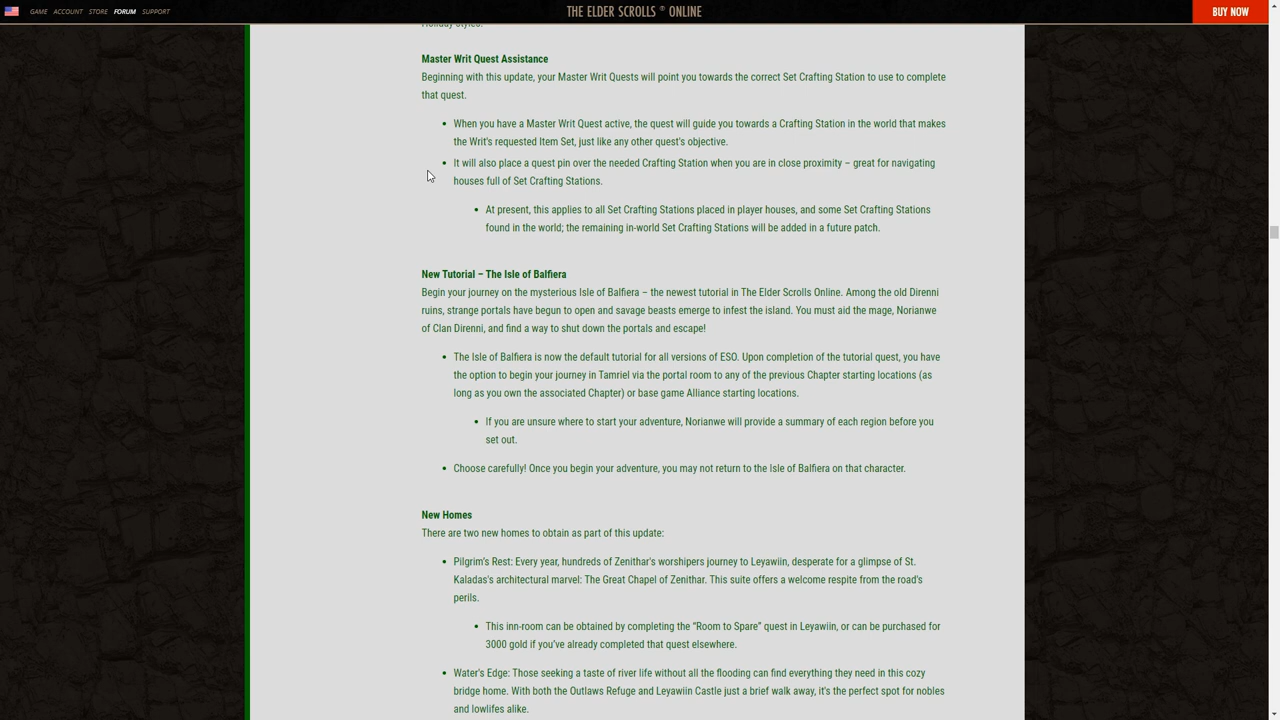 GAME ACCOUNT STORE FORUM SUPPORT
THE ELDER SCROLLS ® ONLINE
BUY NOW
Holiday styles.
Master Writ Quest Assistance
Beginning with this update, your Master Writ Quests will point you towards the correct Set Crafting Station to use to complete
that quest.
• When you have a Master Writ Quest active, the quest will guide you towards a Crafting Station in the world that makes
the Writ's requested Item Set, just like any other quest's objective.
• It will also place a quest pin over the needed Crafting Station when you are in close proximity – great for navigating
houses full of Set Crafting Stations.
• At present, this applies to all Set Crafting Stations placed in player houses, and some Set Crafting Stations
found in the world; the remaining in-world Set Crafting Stations will be added in a future patch.
New Tutorial – The Isle of Balfiera
Begin your journey on the mysterious Isle of Balfiera – the newest tutorial in The Elder Scrolls Online. Among the old Direnni
ruins, strange portals have begun to open and savage beasts emerge to infest the island. You must aid the mage, Norianwe
of Clan Direnni, and find a way to shut down the portals and escape!
• The Isle of Balfiera is now the default tutorial for all versions of ESO. Upon completion of the tutorial quest, you have
the option to begin your journey in Tamriel via the portal room to any of the previous Chapter starting locations (as
long as you own the associated Chapter) or base game Alliance starting locations.
• If you are unsure where to start your adventure, Norianwe will provide a summary of each region before you
set out.
• Choose carefully! Once you begin your adventure, you may not return to the Isle of Balfiera on that character.
New Homes
There are two new homes to obtain as part of this update:
• Pilgrim's Rest: Every year, hundreds of Zenithar's worshipers journey to Leyawiin, desperate for a glimpse of St.
Kaladas's architectural marvel: The Great Chapel of Zenithar. This suite offers a welcome respite from the road's
perils.
• This inn-room can be obtained by completing the “Room to Spare” quest in Leyawiin, or can be purchased for
3000 gold if you've already completed that quest elsewhere.
• Water's Edge: Those seeking a taste of river life without all the flooding can find everything they need in this cozy
bridge home. With both the Outlaws Refuge and Leyawiin Castle just a brief walk away, it's the perfect spot for nobles
and lowlifes alike.